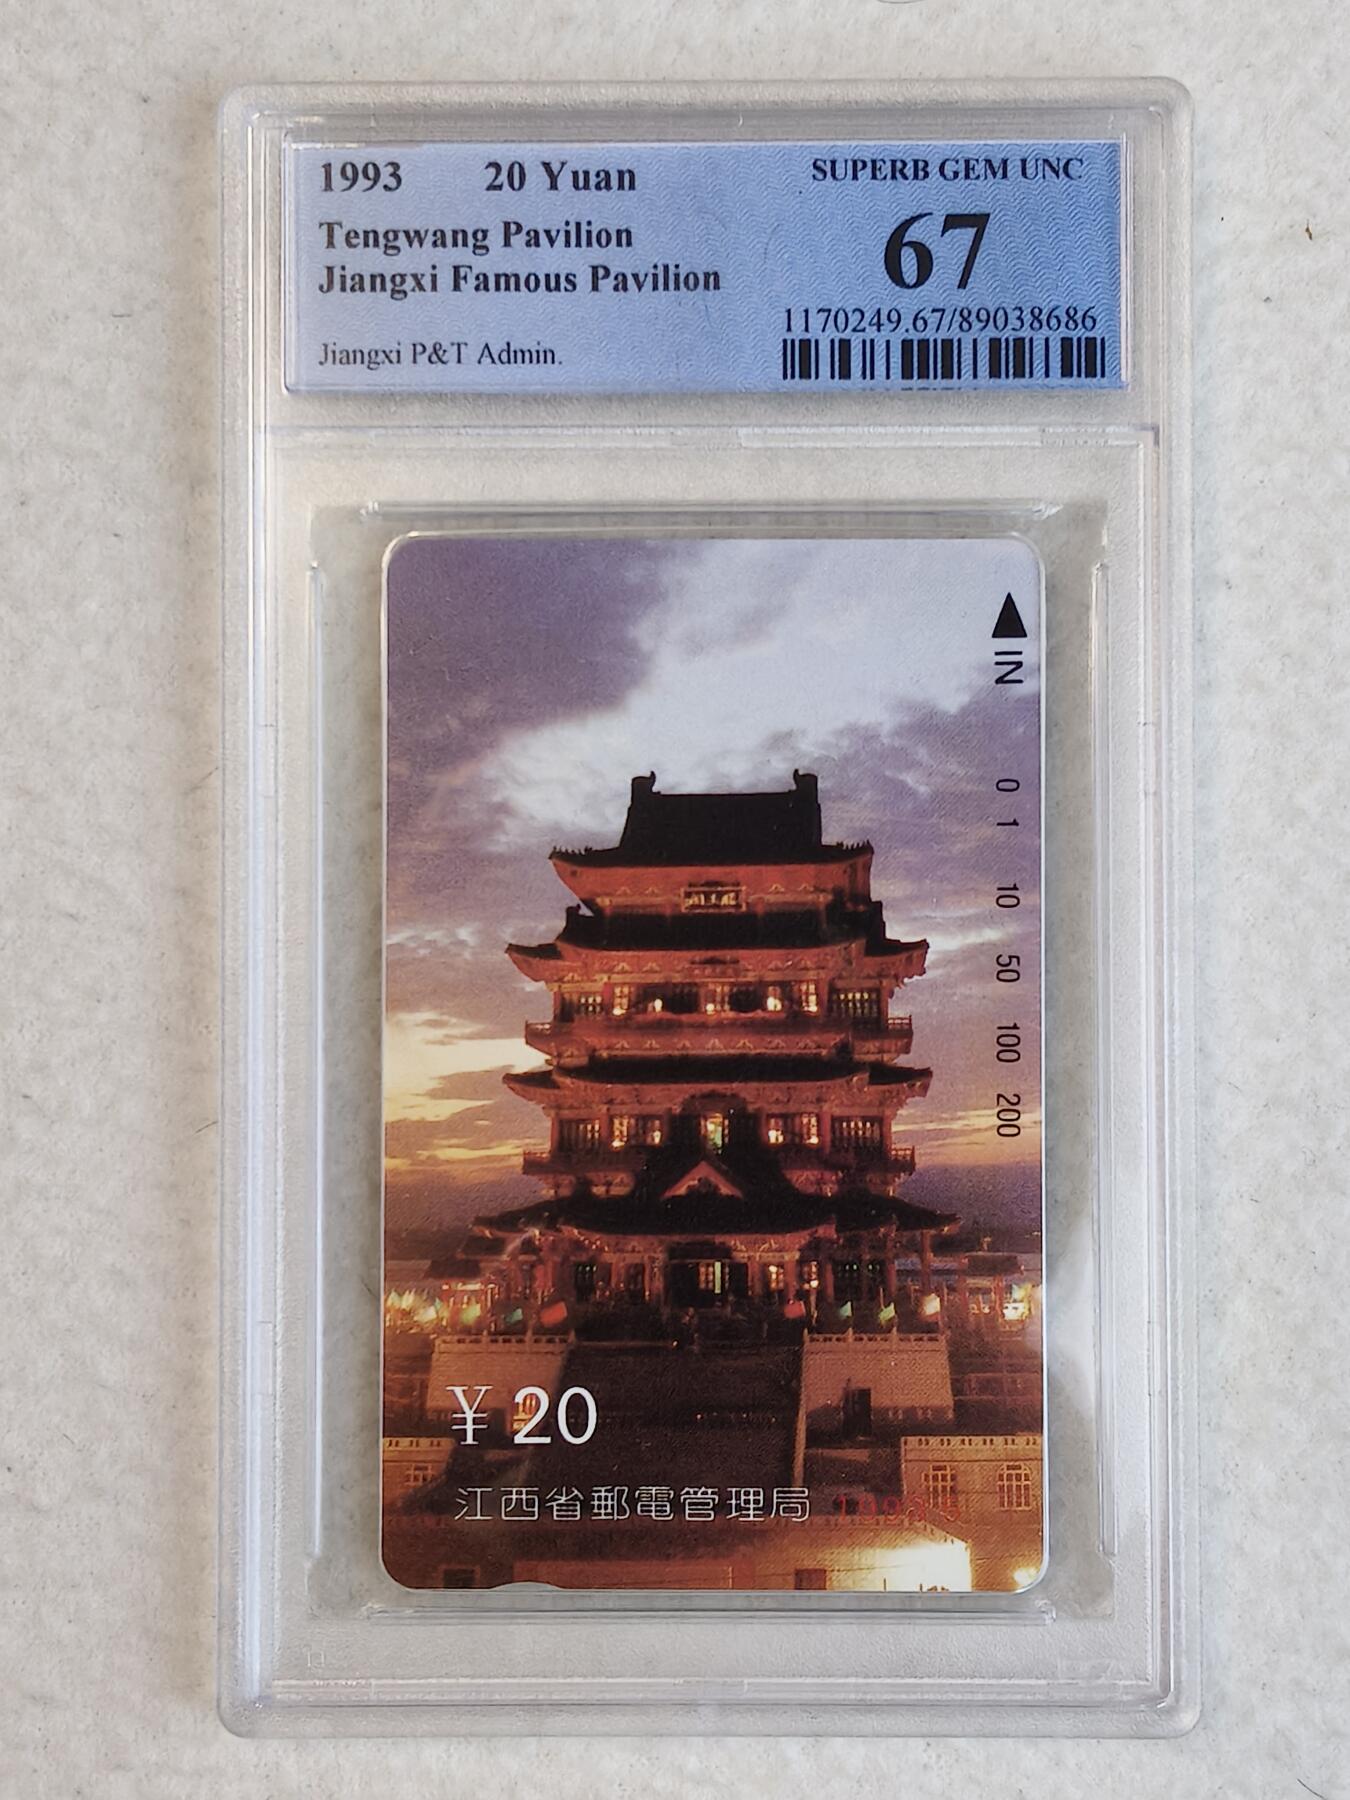 1993 20 Yuan
SUPERB GEM UNC
Tengwang Pavilion
Jiangxi Famous Pavilion
67
1170249.67/89038686
Jiangxi P&T Admin.
IN
0 1 10 50 100 200
¥ 20
江西省郵電管理局